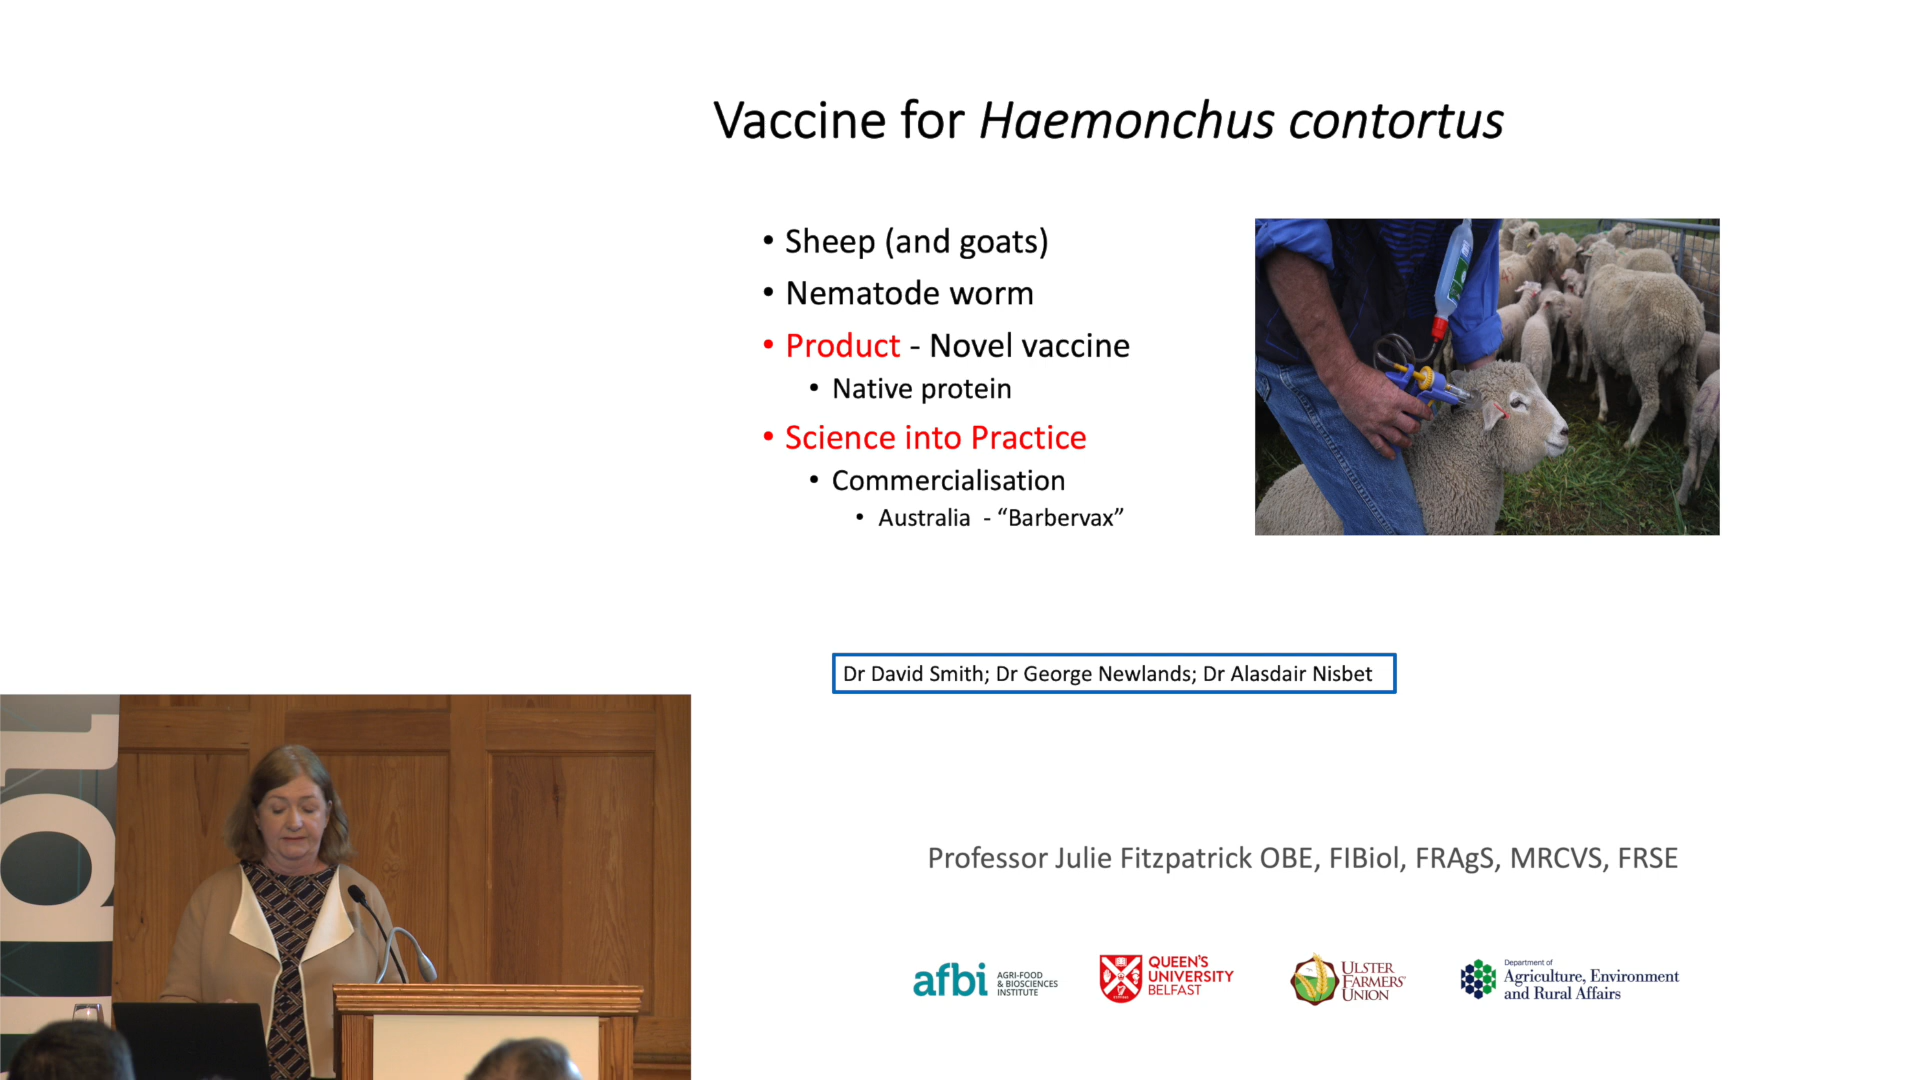 Vaccine for Haemonchus contortus
• Sheep (and goats)
• Nematode worm
• Product - Novel vaccine
• Native protein
• Science into Practice
• Commercialisation
• Australia - “Barbervax”
Dr David Smith; Dr George Newlands; Dr Alasdair Nisbet
Professor Julie Fitzpatrick OBE, FIBiol, FRAgS, MRCVS, FRSE
afbi AGRI-FOOD
& BIOSCIENCES
INSTITUTE
QUEEN'S
UNIVERSITY
BELFAST
ULSTER
FARMERS'
UNION
Department of
Agriculture, Environment
and Rural Affairs